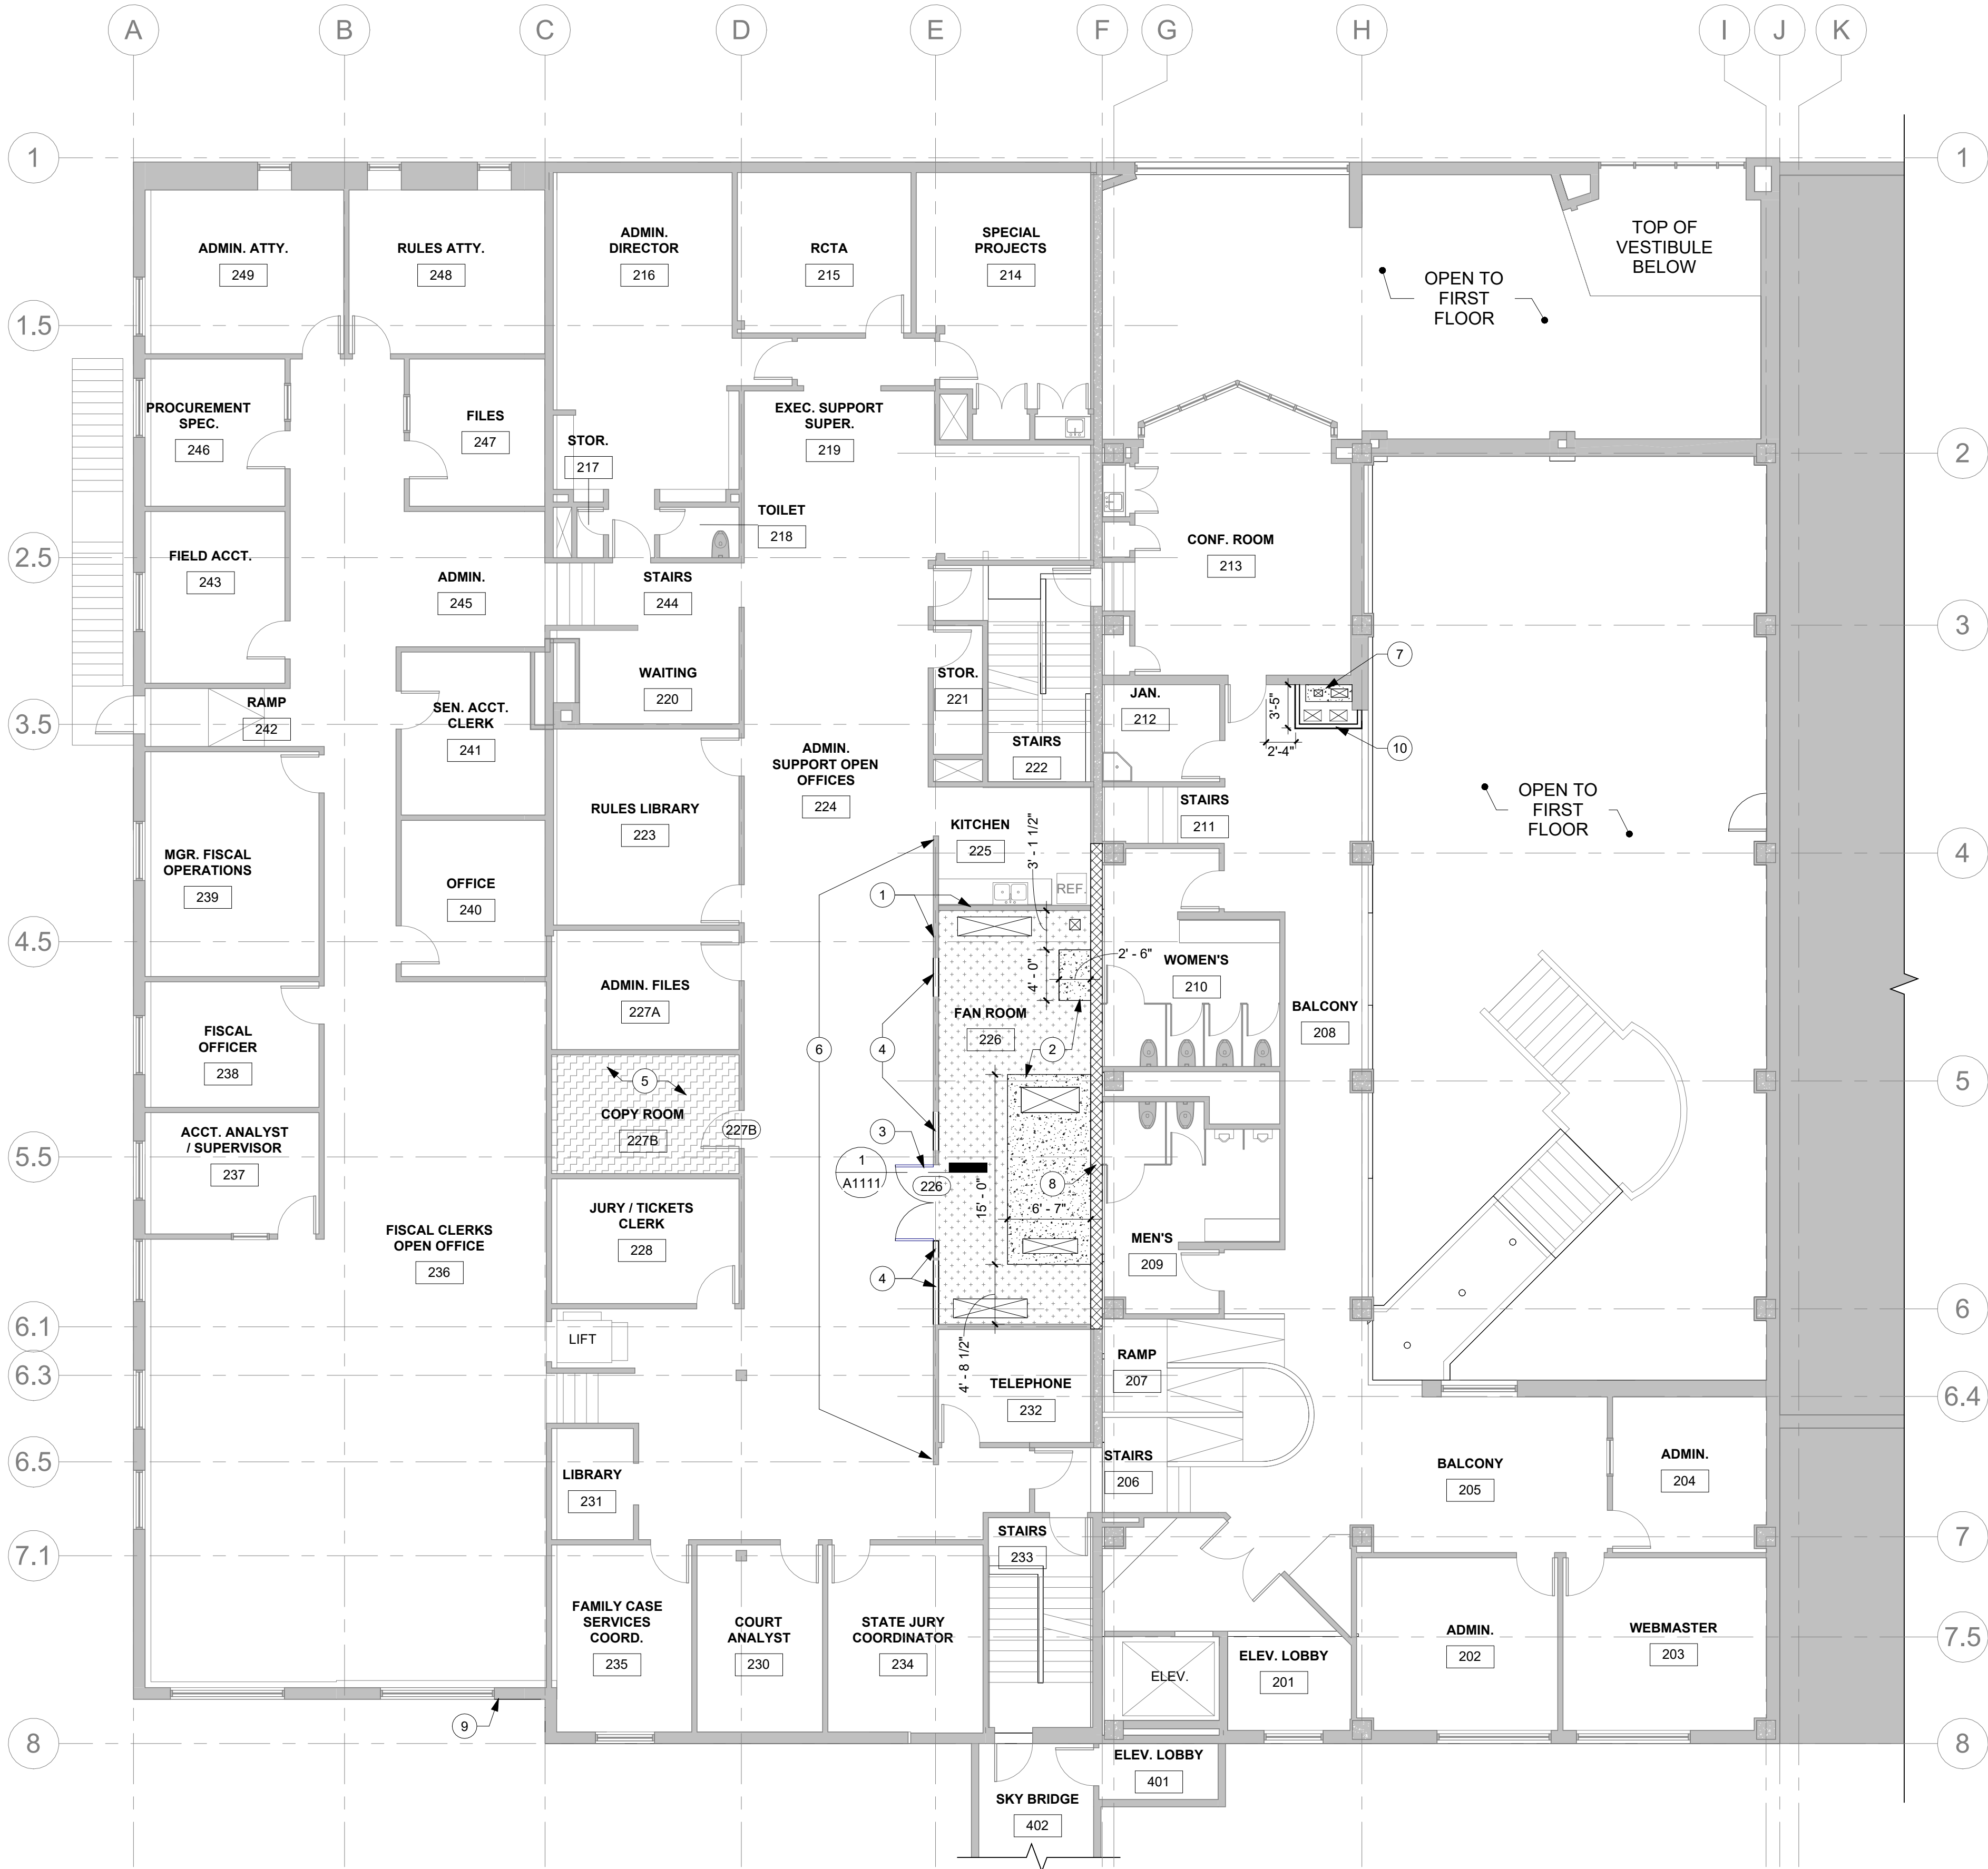 A
B
C
D
E
F
G
H
I
J
K
1
1
ADMIN. ATTY.
249
RULES ATTY.
248
ADMIN.
DIRECTOR
216
RCTA
215
SPECIAL
PROJECTS
214
TOP OF
VESTIBULE
BELOW
OPEN TO
FIRST
FLOOR
1.5
PROCUREMENT
SPEC.
246
FILES
247
STOR.
217
EXEC. SUPPORT
SUPER.
219
2
TOILET
218
2.5
FIELD ACCT.
243
ADMIN.
245
STAIRS
244
CONF. ROOM
213
3
WAITING
220
STOR.
221
7
RAMP
242
SEN. ACCT.
CLERK
241
JAN.
212
3'-5"
2'-4"
10
3.5
STAIRS
222
ADMIN.
SUPPORT OPEN
OFFICES
224
RULES LIBRARY
223
STAIRS
211
OPEN TO
FIRST
FLOOR
KITCHEN
225
3' - 1 1/2"
4
MGR. FISCAL
OPERATIONS
239
OFFICE
240
1
REF.
4.5
ADMIN. FILES
227A
4' - 0"
2' - 6"
WOMEN'S
210
FAN ROOM
226
BALCONY
208
FISCAL
OFFICER
238
6
4
2
5
5
COPY ROOM
227B
227B
ACCT. ANALYST
/ SUPERVISOR
237
3
5.5
1
A1111
226
15' - 0"
8
6' - 7"
JURY / TICKETS
CLERK
228
FISCAL CLERKS
OPEN OFFICE
236
MEN'S
209
4
6
6.1
LIFT
4' - 8 1/2"
RAMP
207
6.3
TELEPHONE
232
6.4
6.5
LIBRARY
231
STAIRS
206
BALCONY
205
ADMIN.
204
7
STAIRS
233
7.1
FAMILY CASE
SERVICES
COORD.
235
COURT
ANALYST
230
STATE JURY
COORDINATOR
234
ELEV.
ELEV. LOBBY
201
ADMIN.
202
WEBMASTER
203
7.5
9
8
8
ELEV. LOBBY
401
SKY BRIDGE
402